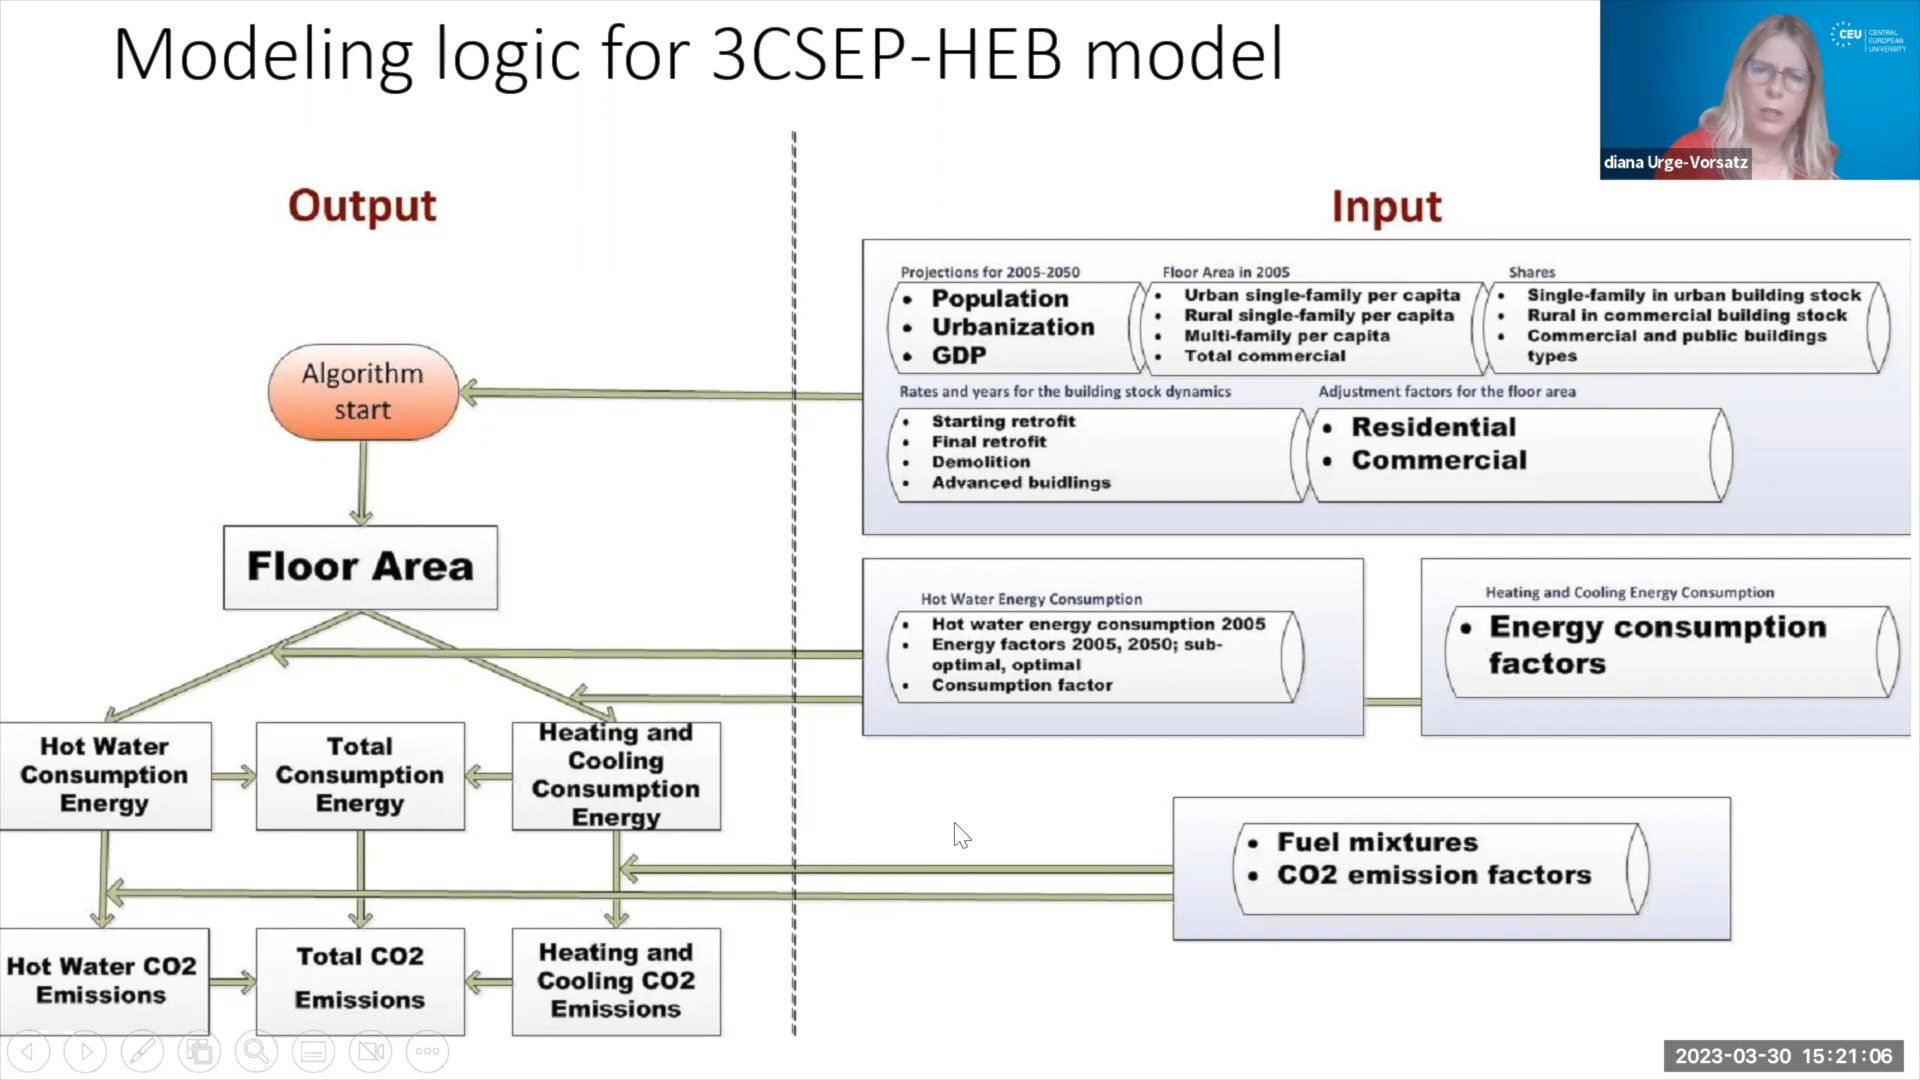 Modeling logic for 3CSEP-HEB model
CEU
CENTRAL
EUROPEAN
UNIVERSITY
diana Urge-Vorsatz
Output
Input
Projections for 2005-2050
• Population
• Urbanization
• GDP
Floor Area in 2005
• Urban single-family per capita
• Rural single-family per capita
• Multi-family per capita
• Total commercial
Shares
• Single-family in urban building stock
• Rural in commercial building stock
• Commercial and public buildings
types
Rates and years for the building stock dynamics
• Starting retrofit
• Final retrofit
• Demolition
• Advanced buidlings
Adjustment factors for the floor area
• Residential
• Commercial
Algorithm
start
Floor Area
Hot Water Energy Consumption
• Hot water energy consumption 2005
• Energy factors 2005, 2050; sub-
optimal, optimal
• Consumption factor
Heating and Cooling Energy Consumption
• Energy consumption
factors
Hot Water
Consumption
Energy
Total
Consumption
Energy
Heating and
Cooling
Consumption
Energy
• Fuel mixtures
• CO2 emission factors
Hot Water CO2
Emissions
Total CO2
Emissions
Heating and
Cooling CO2
Emissions
2023-03-30 15:21:06